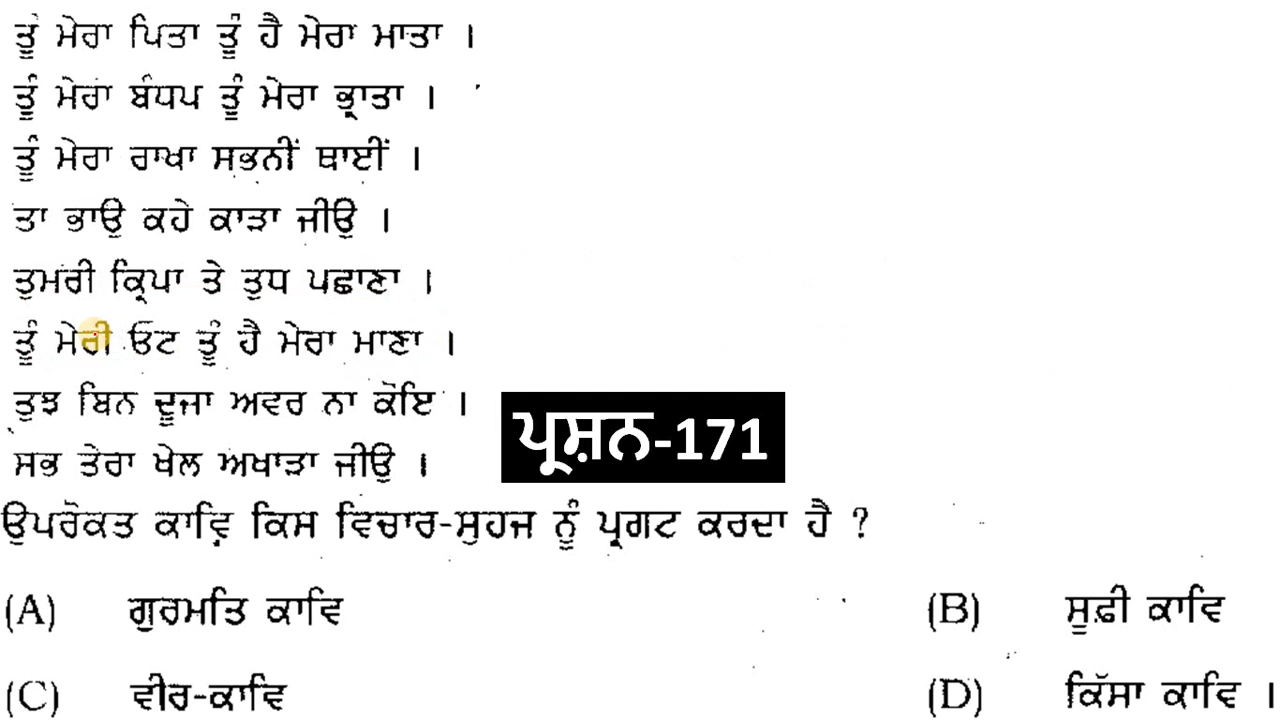 ਤੂੰ ਮੇਰਾ ਪਿਤਾ ਤੂੰ ਹੈ ਮੇਰਾ ਮਾਤਾ ।
ਤੂੰ ਮੇਰਾ ਬੰਧਪ ਤੂੰ ਮੇਰਾ ਭ੍ਰਾਤਾ ।
ਤੂੰ ਮੇਰਾ ਰਾਖਾ ਸਭਨੀਂ ਥਾਈਂ ।
ਤਾ ਭਾਉ ਕਹੇ ਕਾੜਾ ਜੀਉ ।
ਤੁਮਰੀ ਕ੍ਰਿਪਾ ਤੇ ਤੁਧ ਪਛਾਣਾ ।
ਤੂੰ ਮੇਰੀ ਓਟ ਤੂੰ ਹੈ ਮੇਰਾ ਮਾਣਾ ।
ਤੁਝ ਬਿਨ ਦੂਜਾ ਅਵਰ ਨਾ ਕੋਇ ।
ਸਭ ਤੇਰਾ ਖੇਲ ਅਖਾੜਾ ਜੀਉ ।
ਪ੍ਰਸ਼ਨ-171
ਉਪਰੋਕਤ ਕਾਵਿ ਕਿਸ ਵਿਚਾਰ-ਸੁਹਜ ਨੂੰ ਪ੍ਰਗਟ ਕਰਦਾ ਹੈ ?
(A) ਗੁਰਮਤਿ ਕਾਵਿ (B) ਸੂਫ਼ੀ ਕਾਵਿ
(C) ਵੀਰ-ਕਾਵਿ (D) ਕਿੱਸਾ ਕਾਵਿ ।